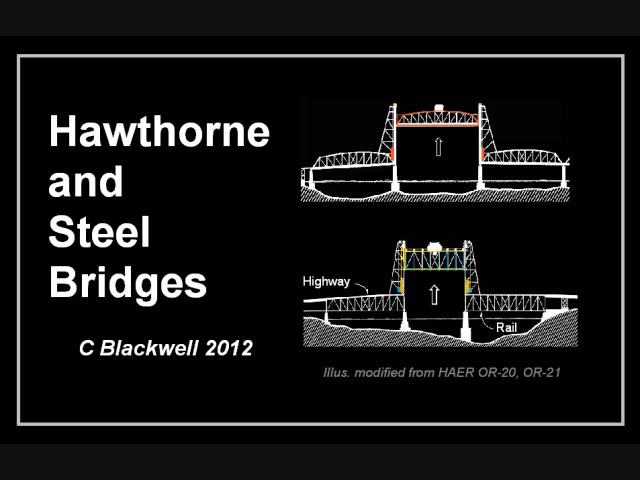 Hawthorne
and
Steel
Bridges
C Blackwell 2012
Highway
Rail
Illus. modified from HAER OR-20, OR-21